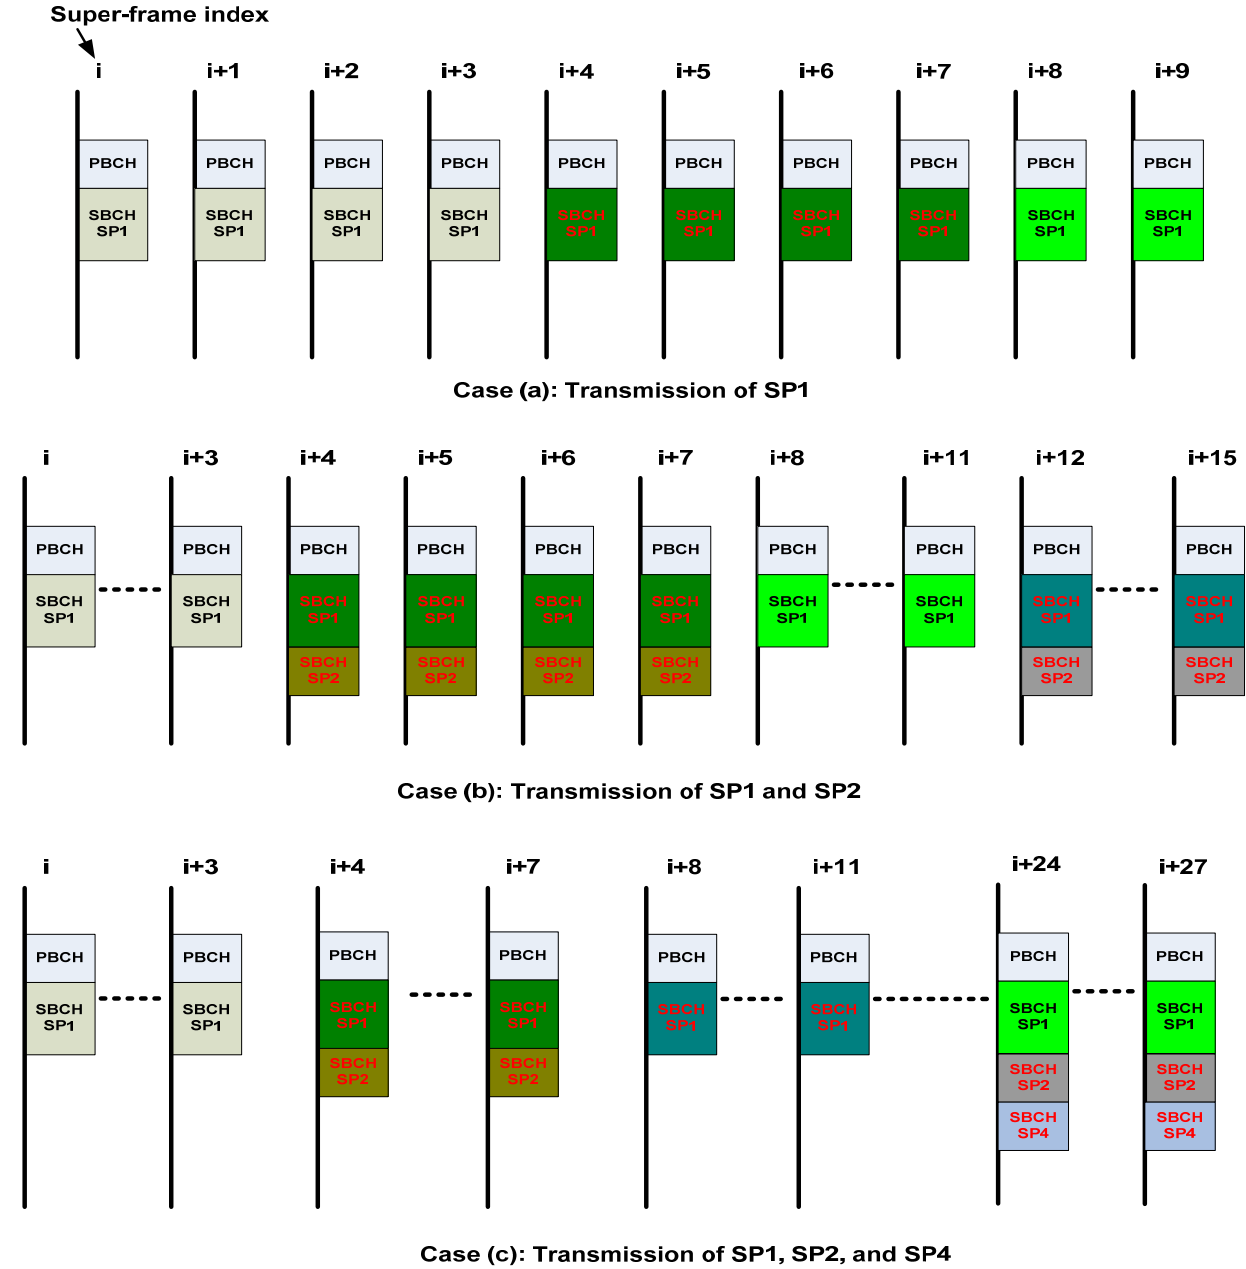 Super-frame index
i i+1 i+2 i+3 i+4 i+5 i+6 i+7 i+8 i+9
PBCH PBCH PBCH PBCH PBCH PBCH PBCH PBCH PBCH PBCH
SBCH SBCH SBCH SBCH SBCH SBCH SBCH SBCH SBCH SBCH
SP1 SP1 SP1 SP1 SP1 SP1 SP1 SP1 SP1 SP1
Case (a): Transmission of SP1
i i+3 i+4 i+5 i+6 i+7 i+8 i+11 i+12 i+15
PBCH PBCH PBCH PBCH PBCH PBCH PBCH PBCH PBCH PBCH
SBCH SBCH SBCH SBCH SBCH SBCH SBCH SBCH SBCH SBCH
SP1 SP1 SP1 SP1 SP1 SP1 SP1 SP1 SP1 SP1
SBCH SBCH SBCH SBCH SBCH SBCH
SP2 SP2 SP2 SP2 SP2 SP2
Case (b): Transmission of SP1 and SP2
i i+3 i+4 i+7 i+8 i+11 i+24 i+27
PBCH PBCH PBCH PBCH PBCH PBCH PBCH PBCH
SBCH SBCH SBCH SBCH SBCH SBCH SBCH SBCH
SP1 SP1 SP1 SP1 SP1 SP1 SP1 SP1
SBCH SBCH SBCH SBCH
SP2 SP2 SP2 SP2
SBCH SBCH
SP4 SP4
Case (c): Transmission of SP1, SP2, and SP4